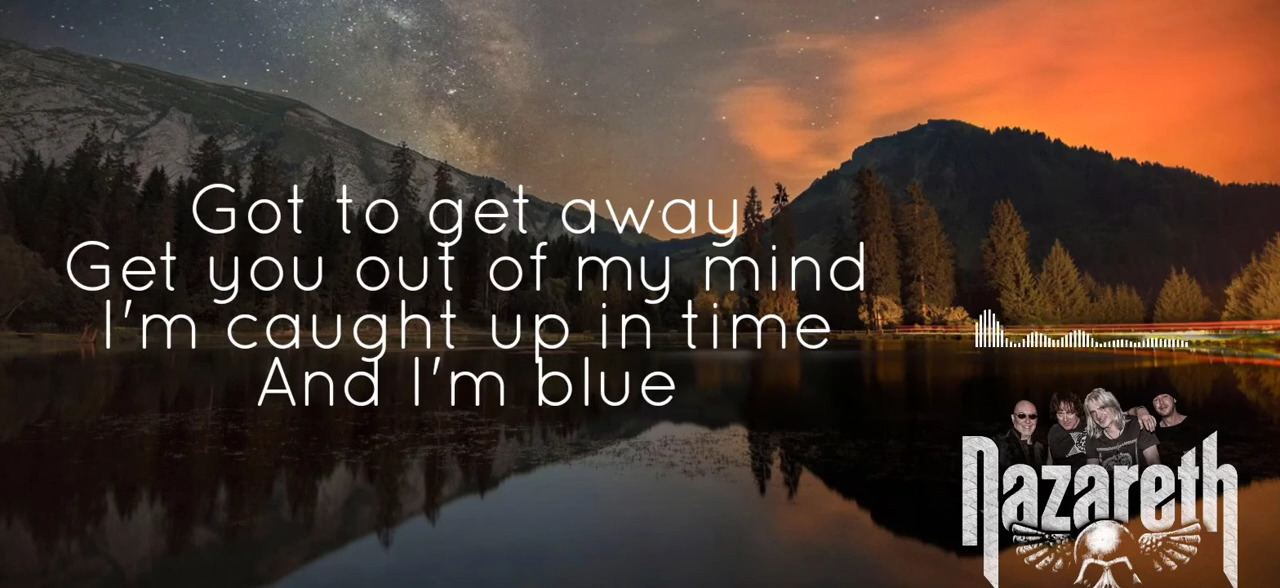 Got to get away
Get you out of my mind
I'm caught up in time
And I'm blue
Nazareth